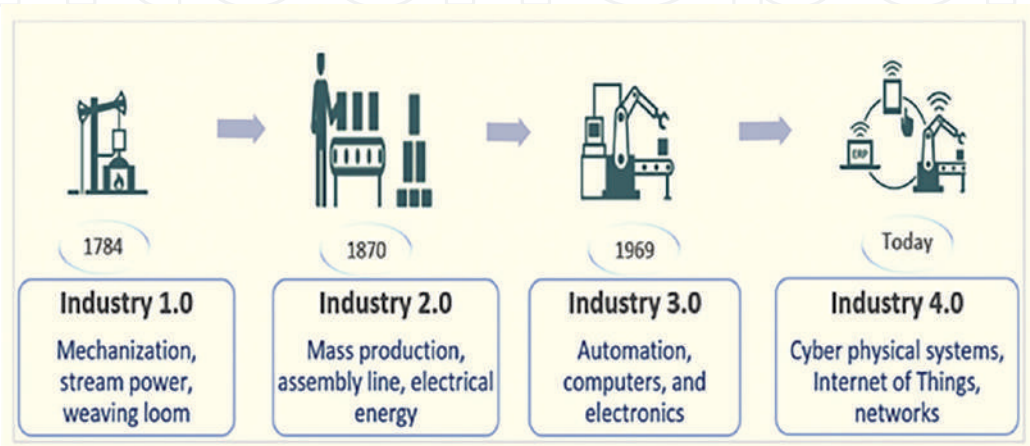 1784
1870
1969
Today
ERP
Industry 1.0
Mechanization,
stream power,
weaving loom
Industry 2.0
Mass production,
assembly line, electrical
energy
Industry 3.0
Automation,
computers, and
electronics
Industry 4.0
Cyber physical systems,
Internet of Things,
networks